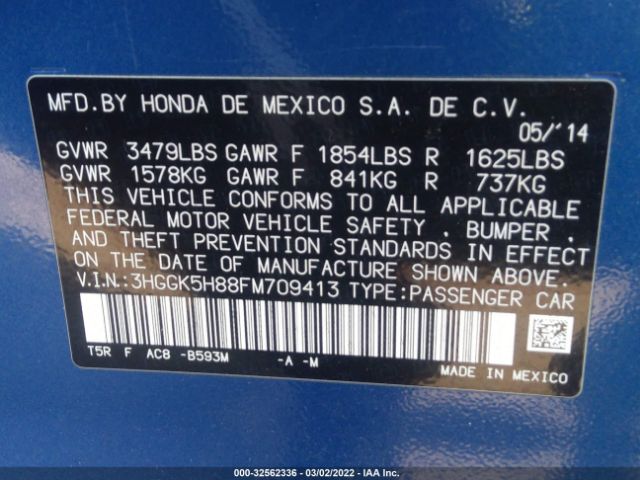 MFD.BY HONDA DE MEXICO S.A. DE C.V.
05/'14
GVWR 3479LBS GAWR F 1854LBS R 1625LBS
GVWR 1578KG GAWR F 841KG R 737KG
THIS VEHICLE CONFORMS TO ALL APPLICABLE
FEDERAL MOTOR VEHICLE SAFETY , BUMPER ,
AND THEFT PREVENTION STANDARDS IN EFFECT
ON THE DATE OF MANUFACTURE SHOWN ABOVE.
V.I.N.:3HGGK5H88FM709413 TYPE:PASSENGER CAR
T5R F AC8 -B593M -A -M
MADE IN MEXICO
000-32562336 - 03/02/2022 - IAA Inc.